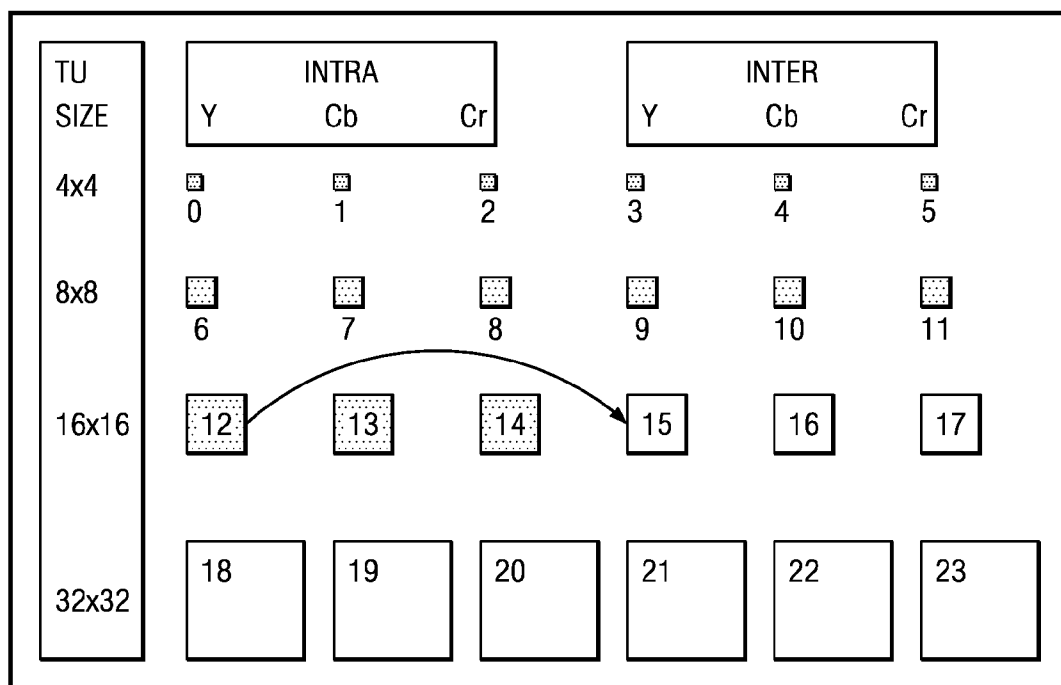 TU SIZE
INTRA
Y Cb Cr
INTER
Y Cb Cr
4x4
0 1 2 3 4 5
8x8
6 7 8 9 10 11
16x16
12 13 14 15 16 17
32x32
18 19 20 21 22 23